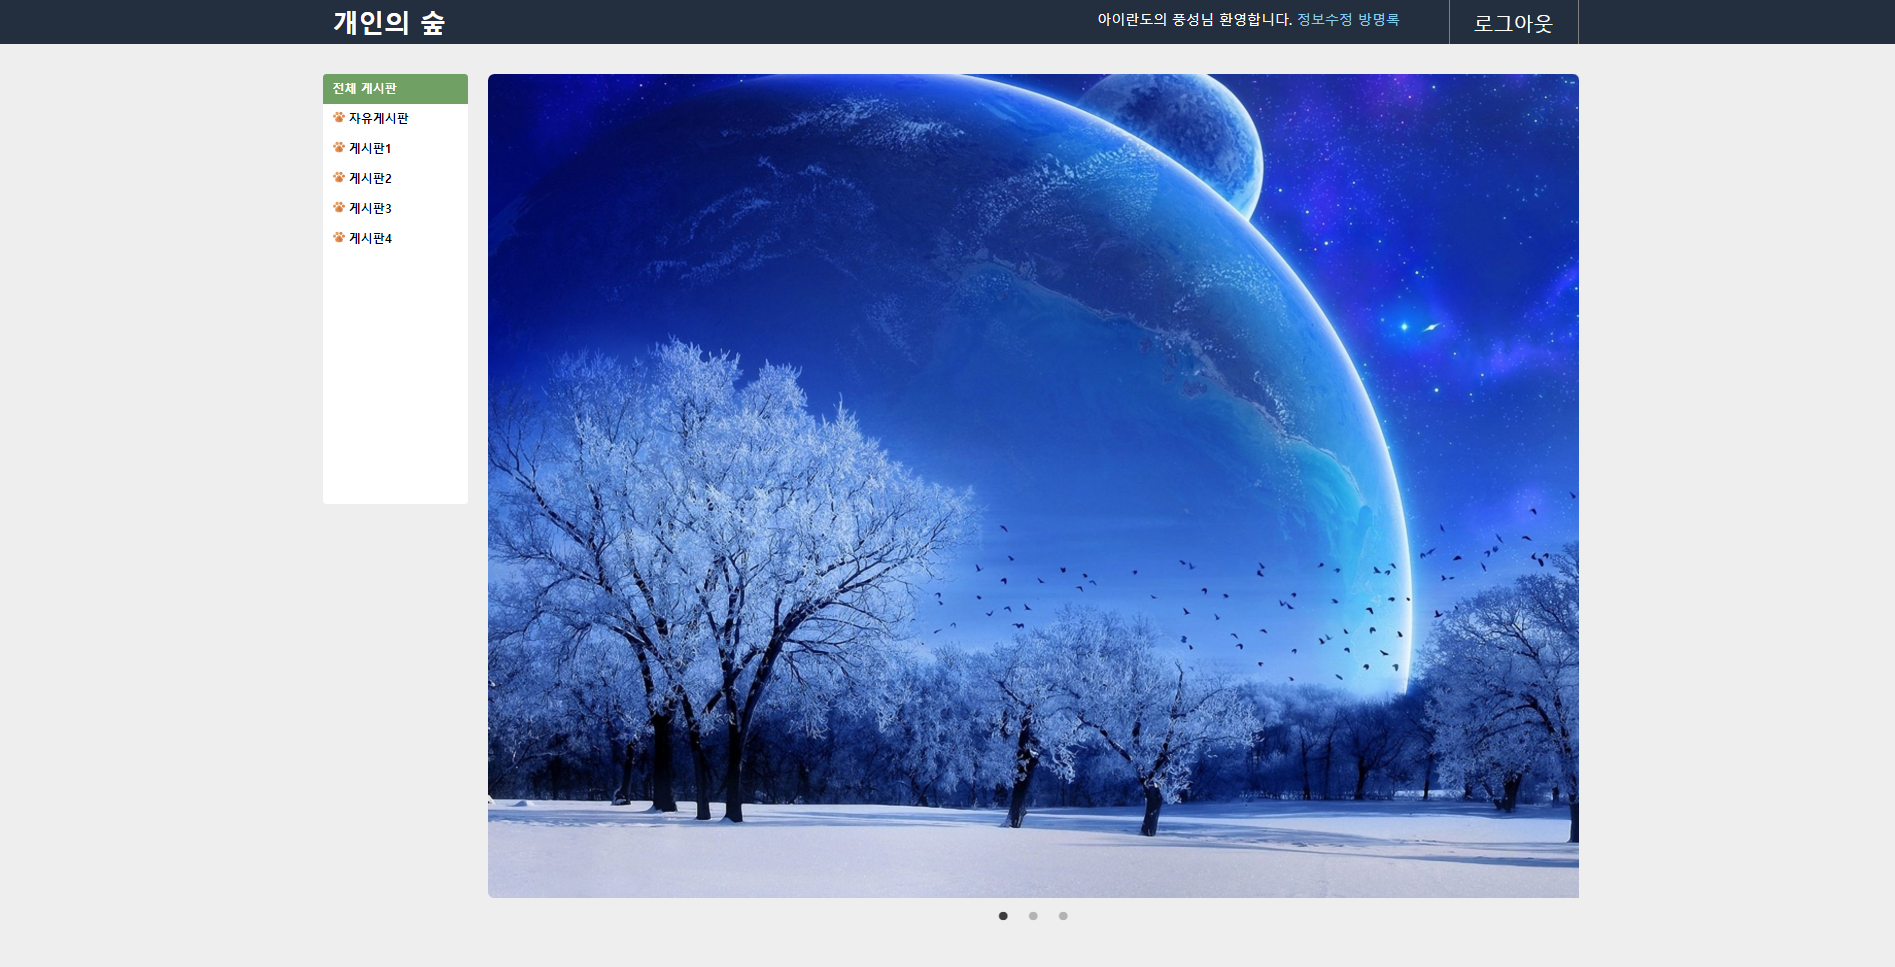 개인의 숲
아이란도의 풍성님 환영합니다. 정보수정 방명록
로그아웃
전체 게시판
자유게시판
게시판1
게시판2
게시판3
게시판4